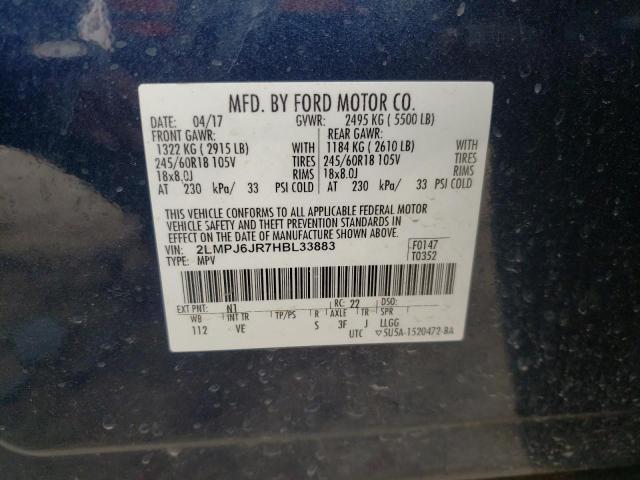 MFD. BY FORD MOTOR CO.
DATE: 04/17 GVWR: 2495 KG ( 5500 LB)
FRONT GAWR: REAR GAWR:
1322 KG ( 2915 LB) WITH 1184 KG ( 2610 LB) WITH
245/60R18 105V TIRES 245/60R18 105V TIRES
18x8.0J RIMS 18x8.0J RIMS
AT 230 kPa/ 33 PSI COLD AT 230 kPa/ 33 PSI COLD
THIS VEHICLE CONFORMS TO ALL APPLICABLE FEDERAL MOTOR
VEHICLE SAFETY AND THEFT PREVENTION STANDARDS IN
EFFECT ON THE DATE OF MANUFACTURE SHOWN ABOVE.
VIN: 2LMPJ6JR7HBL33883 F0147
TYPE: MPV T0352
EXT PNT: N1 RC: 22 DSO:
WB INT TR TP/PS R AXLE TR SPR
112 VE S 3F J LLGG
UTC ▽5U5A-1520472-BA